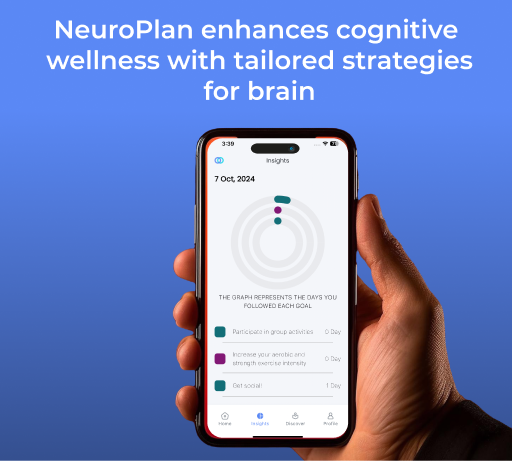 NeuroPlan enhances cognitive
wellness with tailored strategies
for brain
3:39
Insights
7 Oct, 2024
THE GRAPH REPRESENTS THE DAYS YOU
FOLLOWED EACH GOAL
Participate in group activities 0 Day
Increase your aerobic and
strength exercise intensity 0 Day
Get social! 1 Day
Home Insights Discover Profile